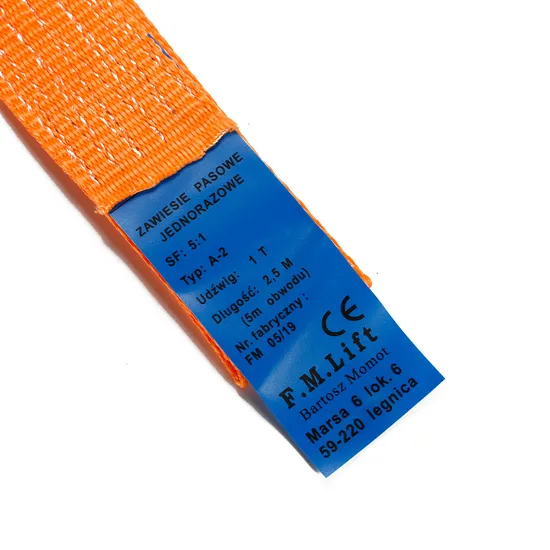 ZAWIESIE PASOWE
JEDNORAZOWE
SF: 5:1
Typ: A-2
Udźwig: 1 T
Długość: 2,5 M
(5m obwodu)
Nr. fabryczny:
FM 05/19
CE
F.M.Lift
Bartosz Momot
Marsa 6 lok. 6
59-220 legnica